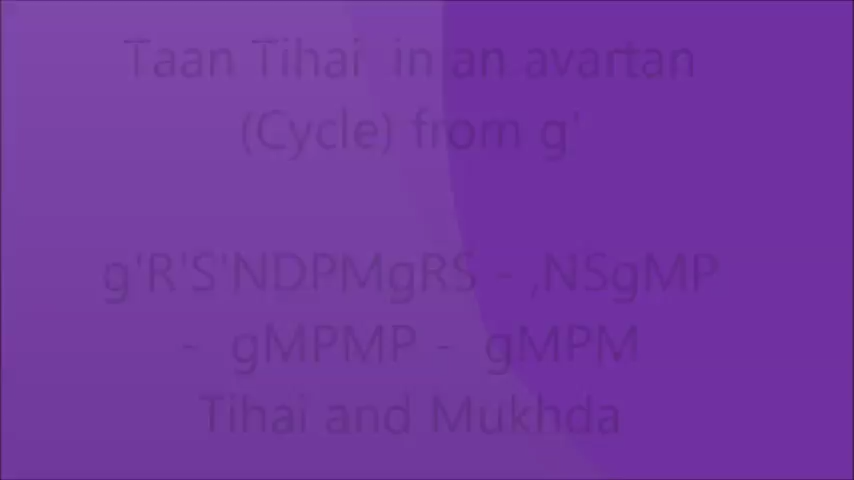 Taan Tihai  in an avartan
(Cycle) from g'
g'R'S'NDPMgRS - ,NSgMP
-  gMPMP -  gMPM
Tihai and Mukhda